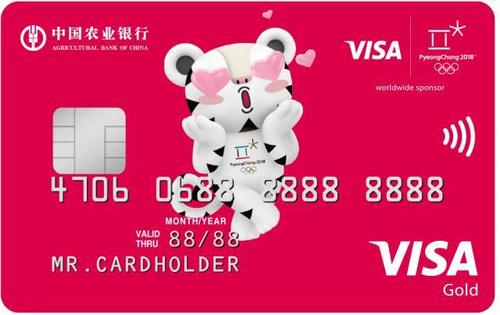 中国农业银行
AGRICULTURAL BANK OF CHINA
VISA
PyeongChang 2018™
worldwide sponsor
PyeongChang 2018
4706 0688 8888 8888
MONTH/YEAR
VALID THRU 88/88
MR.CARDHOLDER
VISA
Gold